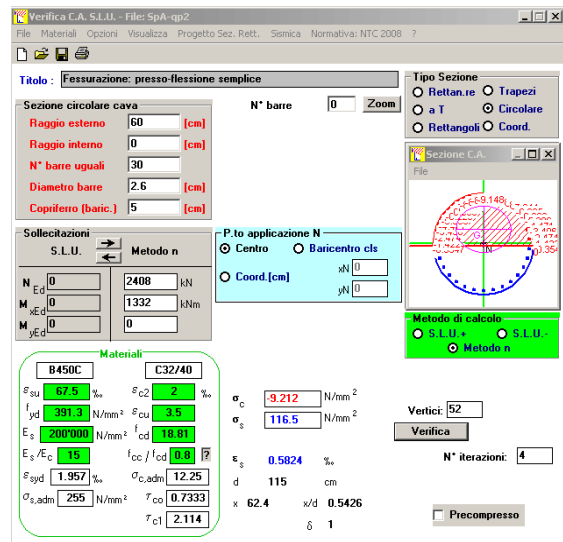 Verifica C.A. S.L.U. - File: SpA-qp2
File Materiali Opzioni Visualizza Progetto Sez. Rett. Sismica Normativa: NTC 2008 ?
Titolo : Fessurazione: presso-flessione semplice
Tipo Sezione
Rettan.re Trapezi
a T Circolare
Rettangoli Coord.
Sezione circolare cava
Raggio esterno 60 [cm]
Raggio interno 0 [cm]
N° barre uguali 30
Diametro barre 2.6 [cm]
Copriferro (baric.) 5 [cm]
N° barre 0 Zoom
Sezione C.A.
File
-9.148
G
N
Sollecitazioni
S.L.U. Metodo n
N Ed 0 2408 kN
M xEd 0 1332 kNm
M yEd 0 0
P.to applicazione N
Centro Baricentro cls
Coord.[cm] xN 0
yN 0
Metodo di calcolo
S.L.U.+ S.L.U.-
Metodo n
Materiali
B450C C32/40
εsu 67.5 ‰ εc2 2 ‰
fyd 391.3 N/mm² εcu 3.5
Es 200'000 N/mm² fcd 18.81
Es/Ec 15 fcc / fcd 0.8 ?
εsyd 1.957 ‰ σc,adm 12.25
σs,adm 255 N/mm² τco 0.7333
τc1 2.114
σc -9.212 N/mm²
σs 116.5 N/mm²
εs 0.5824 ‰
d 115 cm
x 62.4 x/d 0.5426
δ 1
Vertici: 52
Verifica
N° iterazioni: 4
Precompresso